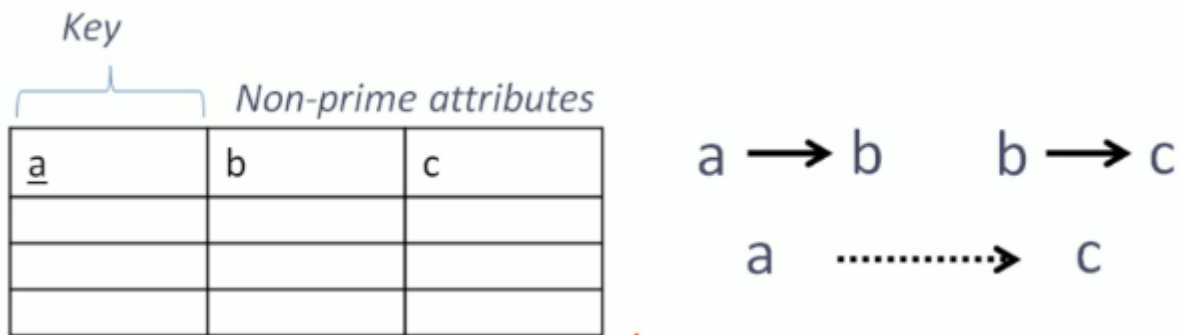 Key
Non-prime attributes
a b c
a → b b → c
a ⇢ c